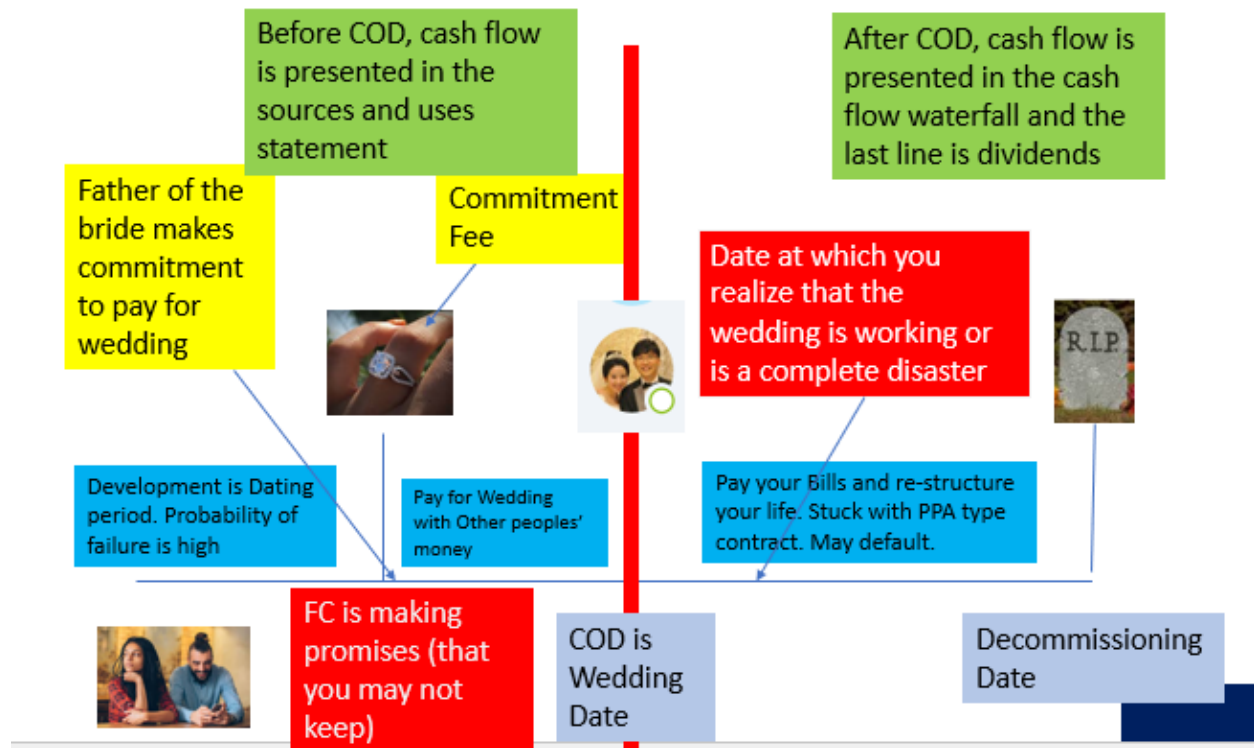 Before COD, cash flow
is presented in the
sources and uses
statement
After COD, cash flow is
presented in the cash
flow waterfall and the
last line is dividends
Father of the
bride makes
commitment
to pay for
wedding
Commitment
Fee
Date at which you
realize that the
wedding is working or
is a complete disaster
R.I.P.
Development is Dating
period. Probability of
failure is high
Pay for Wedding
with Other peoples’
money
Pay your Bills and re-structure
your life. Stuck with PPA type
contract. May default.
FC is making
promises (that
you may not
keep)
COD is
Wedding
Date
Decommissioning
Date